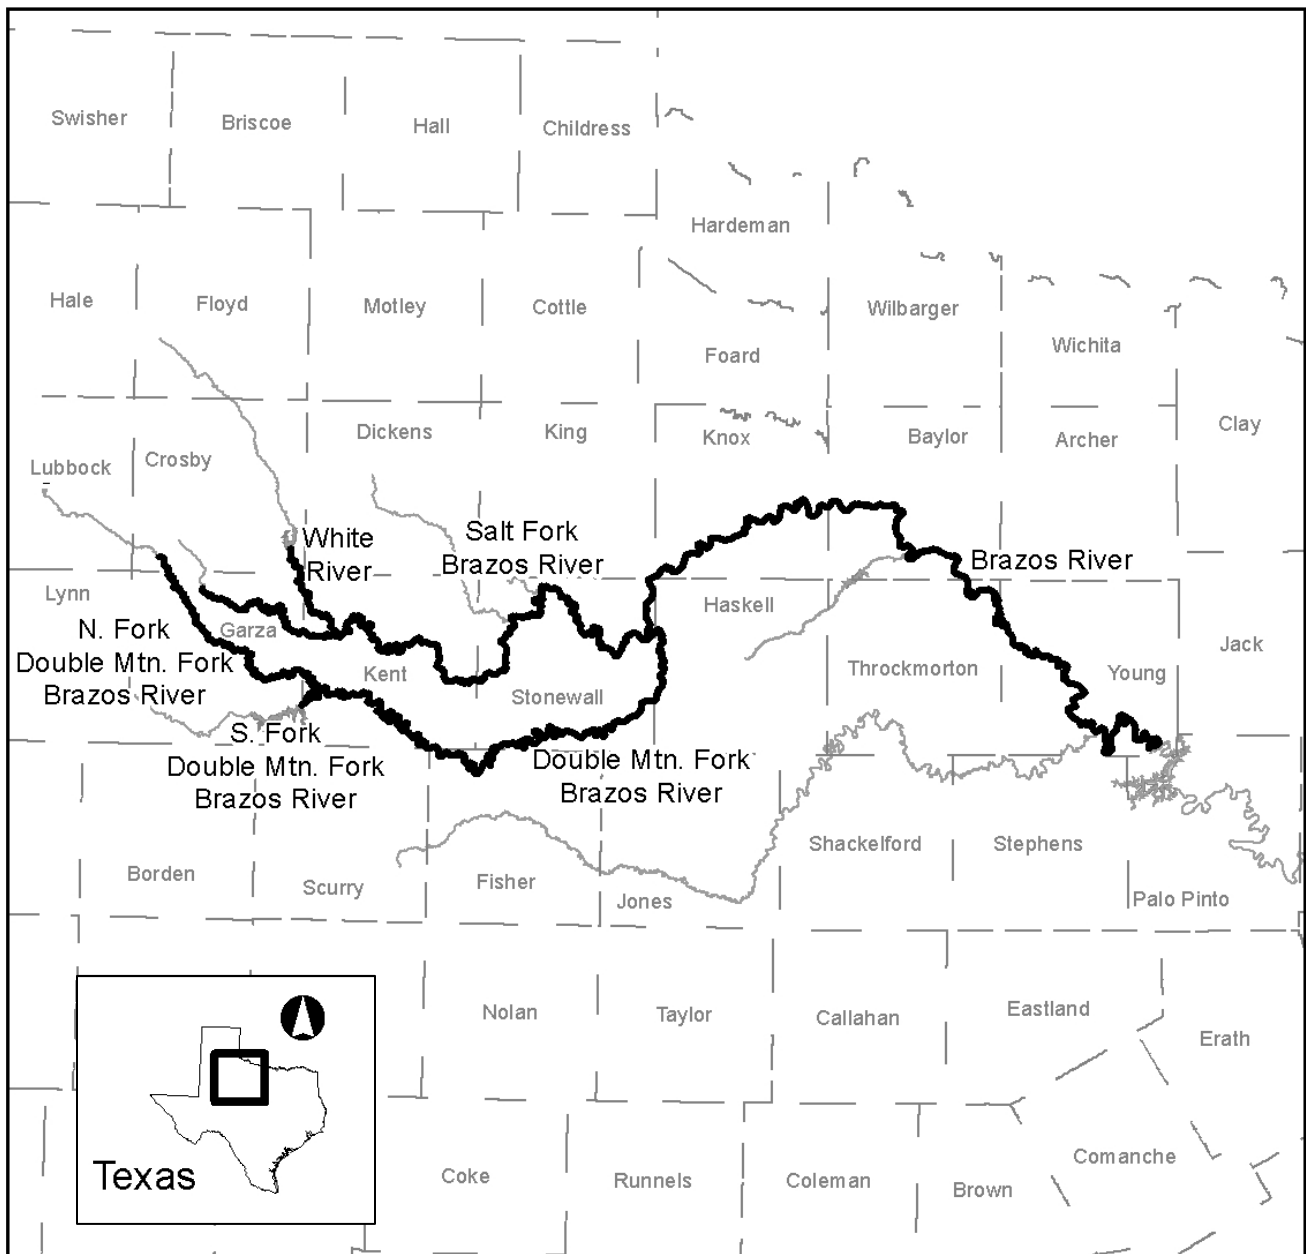 Swisher
Briscoe
Hall
Childress
Hardeman
Hale
Floyd
Motley
Cottle
Wilbarger
Foard
Wichita
Lubbock
Crosby
Dickens
King
Knox
Baylor
Archer
Clay
White
River
Salt Fork
Brazos River
Brazos River
Lynn
Garza
Haskell
N. Fork
Double Mtn. Fork
Brazos River
Kent
Stonewall
Throckmorton
Young
Jack
S. Fork
Double Mtn. Fork
Brazos River
Double Mtn. Fork
Brazos River
Borden
Scurry
Fisher
Jones
Shackelford
Stephens
Palo Pinto
Nolan
Taylor
Callahan
Eastland
Erath
Texas
Coke
Runnels
Coleman
Brown
Comanche